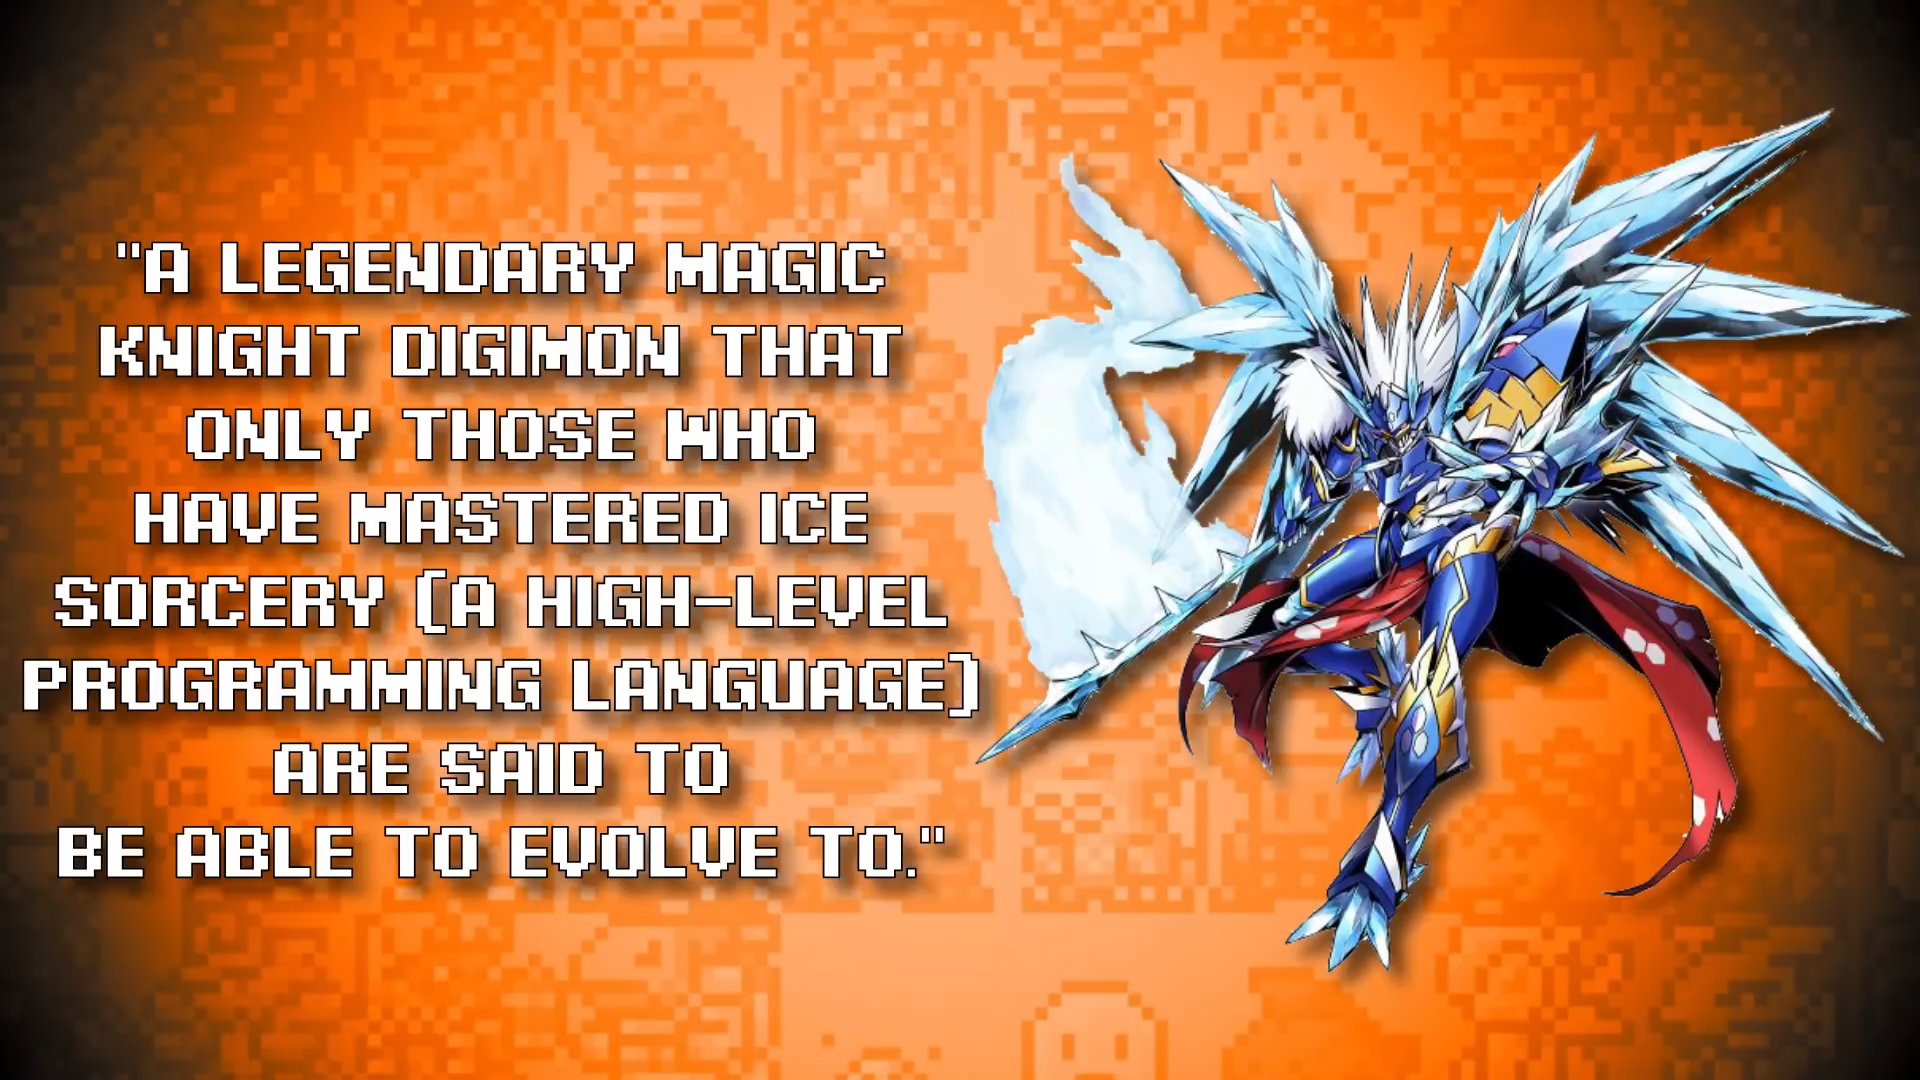 "A LEGENDARY MAGIC
KNIGHT DIGIMON THAT
ONLY THOSE WHO
HAVE MASTERED ICE
SORCERY (A HIGH-LEVEL
PROGRAMMING LANGUAGE)
ARE SAID TO
BE ABLE TO EVOLVE TO."